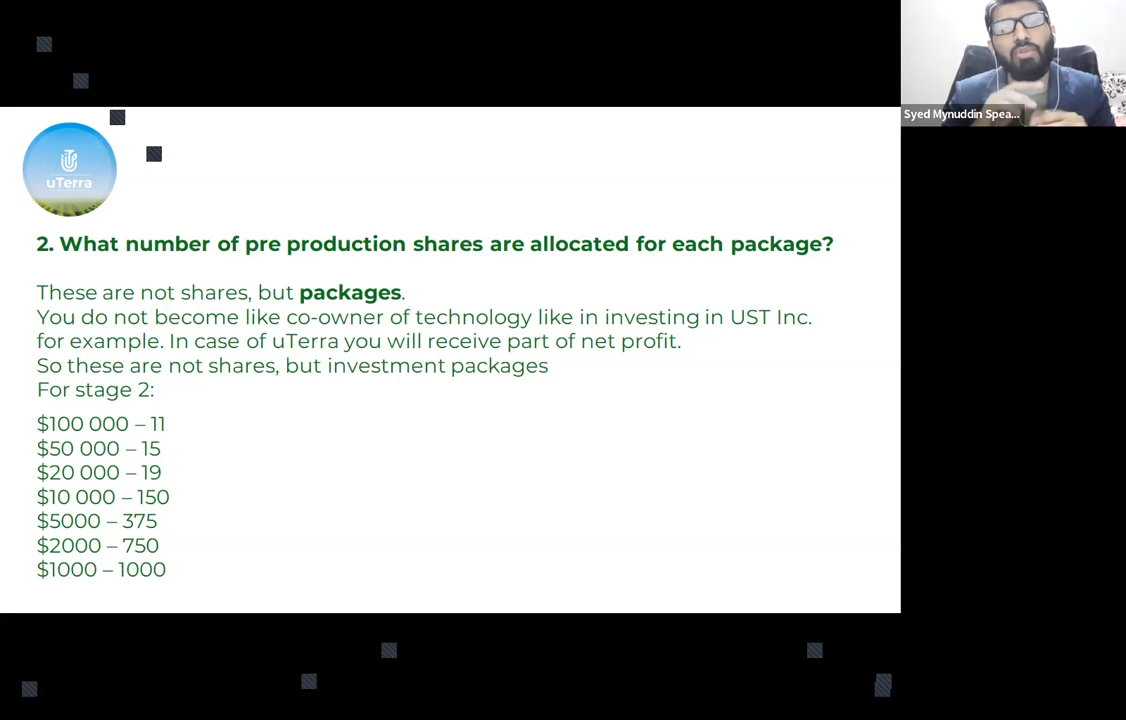 Syed Mynuddin Spea...
uTerra
2. What number of pre production shares are allocated for each package?
These are not shares, but packages.
You do not become like co-owner of technology like in investing in UST Inc.
for example. In case of uTerra you will receive part of net profit.
So these are not shares, but investment packages
For stage 2:
$100 000 – 11
$50 000 – 15
$20 000 – 19
$10 000 – 150
$5000 – 375
$2000 – 750
$1000 – 1000